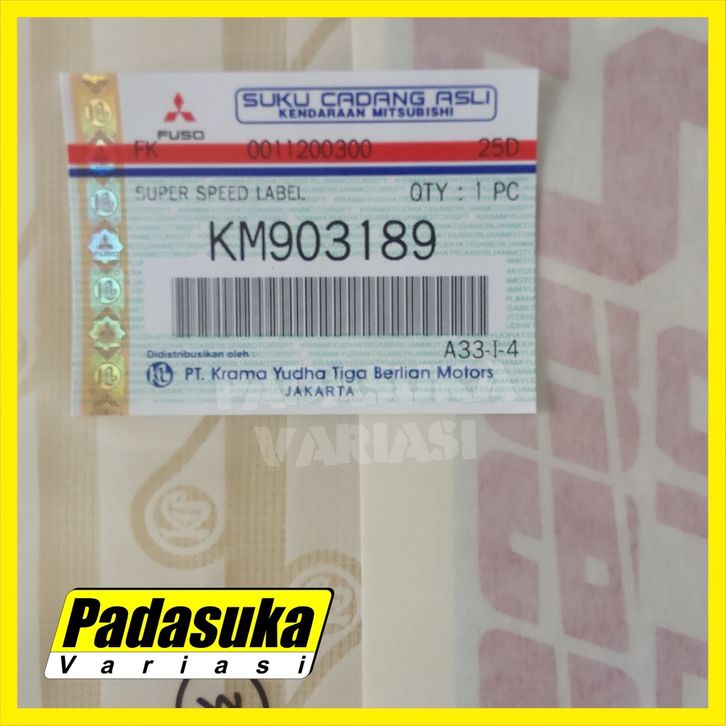 SUKU CADANG ASLI
KENDARAAN MITSUBISHI
FUSO
FK 0011200300 25D
SUPER SPEED LABEL QTY : 1 PC
KM903189
A33-I-4
Didistribusikan oleh :
PT. Krama Yudha Tiga Berlian Motors
JAKARTA
PADASUKA
VARIASI
Padasuka
Variasi